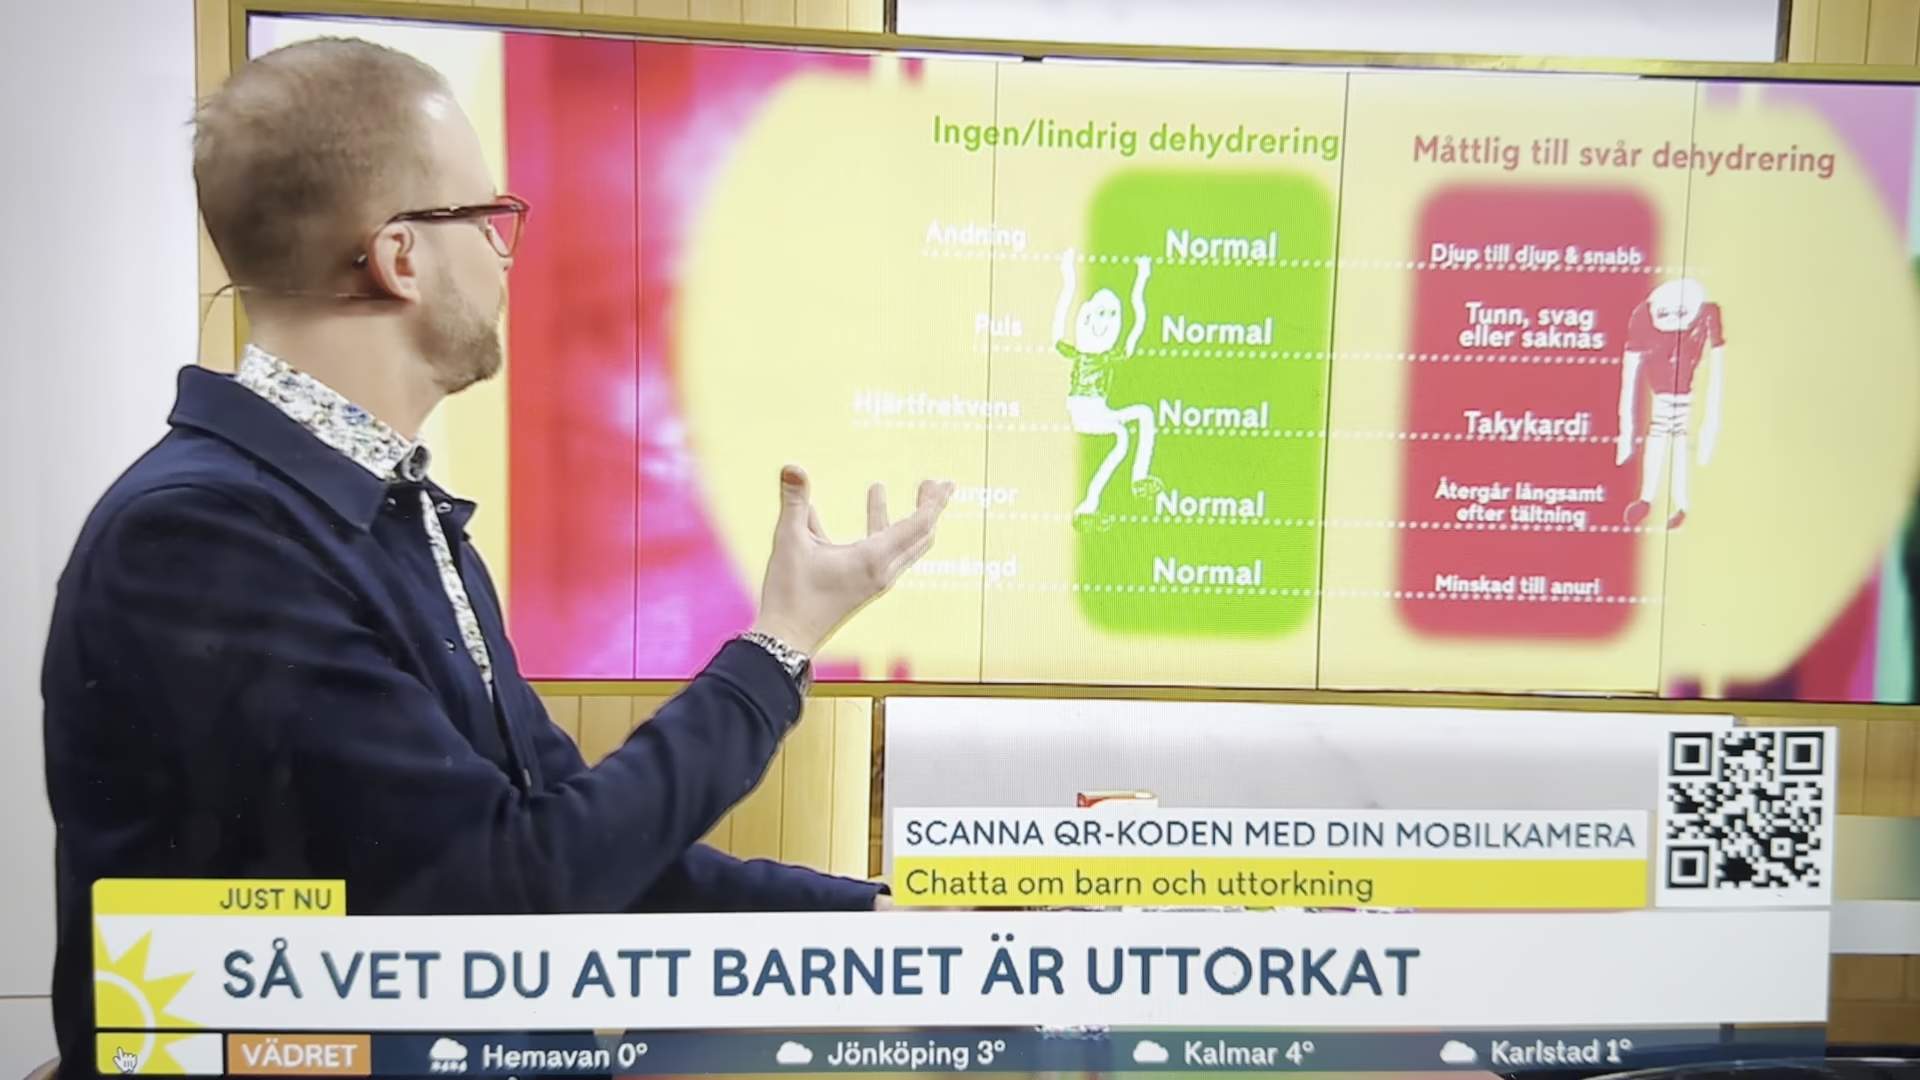 Ingen/lindrig dehydrering
Måttlig till svår dehydrering
Andning
Normal
Djup till djup & snabb
Puls
Normal
Tunn, svag
eller saknas
Hjärtfrekvens
Normal
Takykardi
Normal
Återgår långsamt
efter tältning
Normal
Minskad till anuri
SCANNA QR-KODEN MED DIN MOBILKAMERA
Chatta om barn och uttorkning
JUST NU
SÅ VET DU ATT BARNET ÄR UTTORKAT
VÄDRET
Hemavan 0°
Jönköping 3°
Kalmar 4°
Karlstad 1°